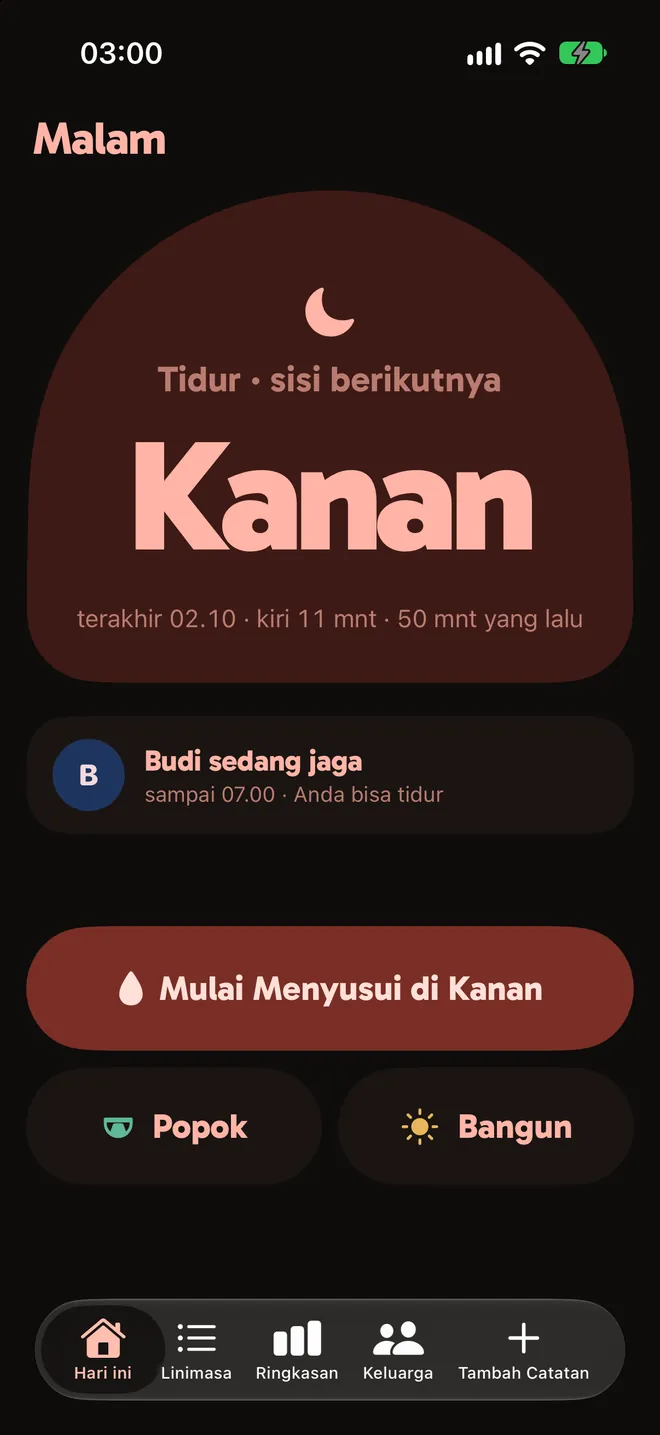 03:00
Malam
Tidur · sisi berikutnya
Kanan
terakhir 02.10 · kiri 11 mnt · 50 mnt yang lalu
B
Budi sedang jaga
sampai 07.00 · Anda bisa tidur
Mulai Menyusui di Kanan
Popok
Bangun
Hari ini
Linimasa
Ringkasan
Keluarga
Tambah Catatan